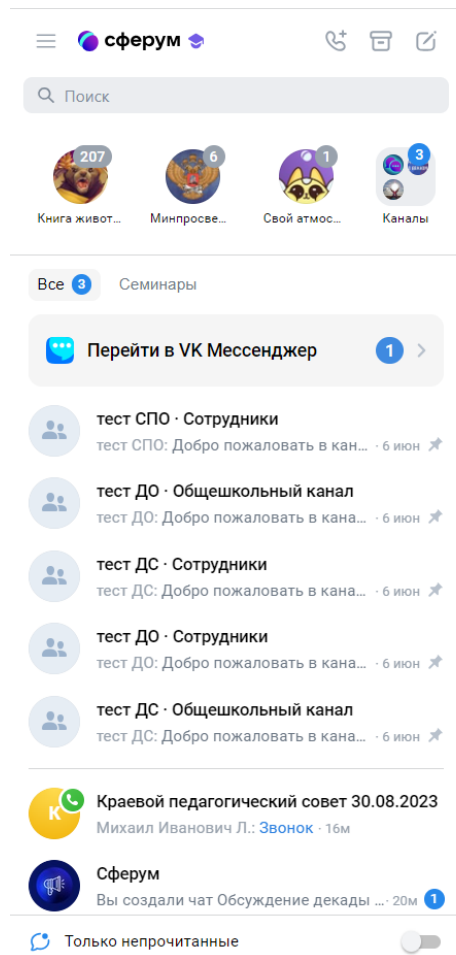 сферум
Поиск
207
6
1
3
Книга живот...
Минпросве...
Свой атмос...
Каналы
Все 3
Семинары
Перейти в VK Мессенджер
1
тест СПО · Сотрудники
тест СПО: Добро пожаловать в кан... · 6 июн
тест ДО · Общешкольный канал
тест ДО: Добро пожаловать в кана... · 6 июн
тест ДС · Сотрудники
тест ДС: Добро пожаловать в кана... · 6 июн
тест ДО · Сотрудники
тест ДО: Добро пожаловать в кана... · 6 июн
тест ДС · Общешкольный канал
тест ДС: Добро пожаловать в кана... · 6 июн
К
Краевой педагогический совет 30.08.2023
Михаил Иванович Л.: Звонок · 16м
Сферум
Вы создали чат Обсуждение декады ... · 20м 1
Только непрочитанные